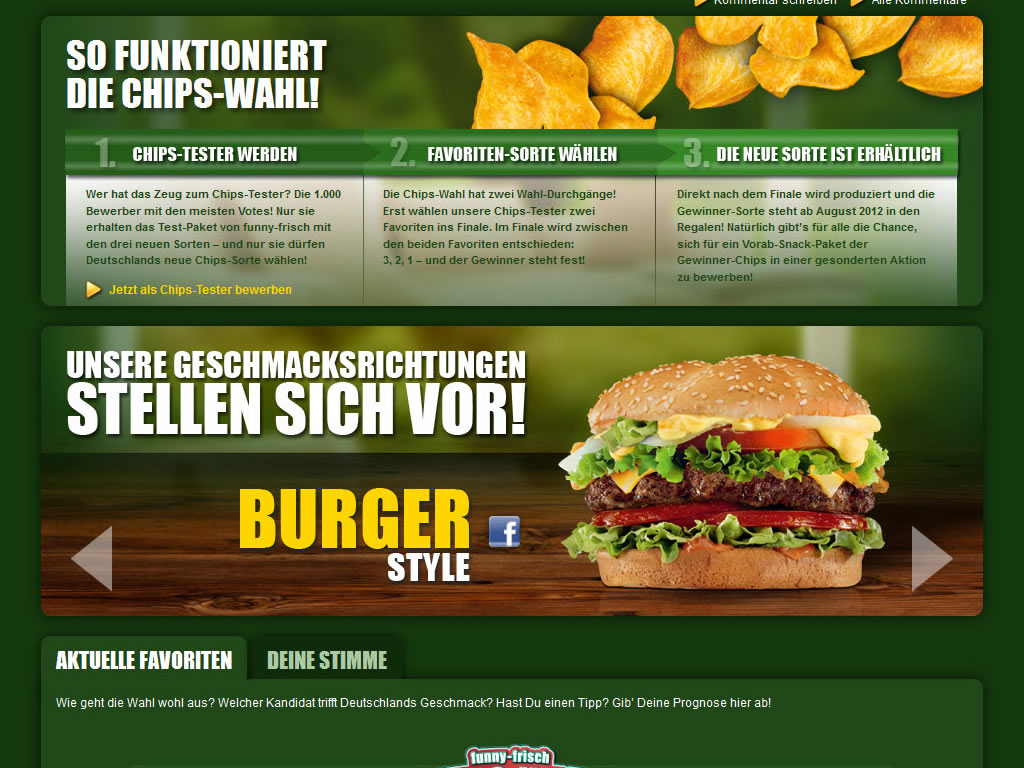 Kommentar schreiben Alle Kommentare
SO FUNKTIONIERT
DIE CHIPS-WAHL!
1. CHIPS-TESTER WERDEN
Wer hat das Zeug zum Chips-Tester? Die 1.000
Bewerber mit den meisten Votes! Nur sie
erhalten das Test-Paket von funny-frisch mit
den drei neuen Sorten – und nur sie dürfen
Deutschlands neue Chips-Sorte wählen!
Jetzt als Chips-Tester bewerben
2. FAVORITEN-SORTE WÄHLEN
Die Chips-Wahl hat zwei Wahl-Durchgänge!
Erst wählen unsere Chips-Tester zwei
Favoriten ins Finale. Im Finale wird zwischen
den beiden Favoriten entschieden:
3, 2, 1 – und der Gewinner steht fest!
3. DIE NEUE SORTE IST ERHÄLTLICH
Direkt nach dem Finale wird produziert und die
Gewinner-Sorte steht ab August 2012 in den
Regalen! Natürlich gibt's für alle die Chance,
sich für ein Vorab-Snack-Paket der
Gewinner-Chips in einer gesonderten Aktion
zu bewerben!
UNSERE GESCHMACKSRICHTUNGEN
STELLEN SICH VOR!
BURGER
STYLE
f
AKTUELLE FAVORITEN DEINE STIMME
Wie geht die Wahl wohl aus? Welcher Kandidat trifft Deutschlands Geschmack? Hast Du einen Tipp? Gib' Deine Prognose hier ab!
funny-frisch